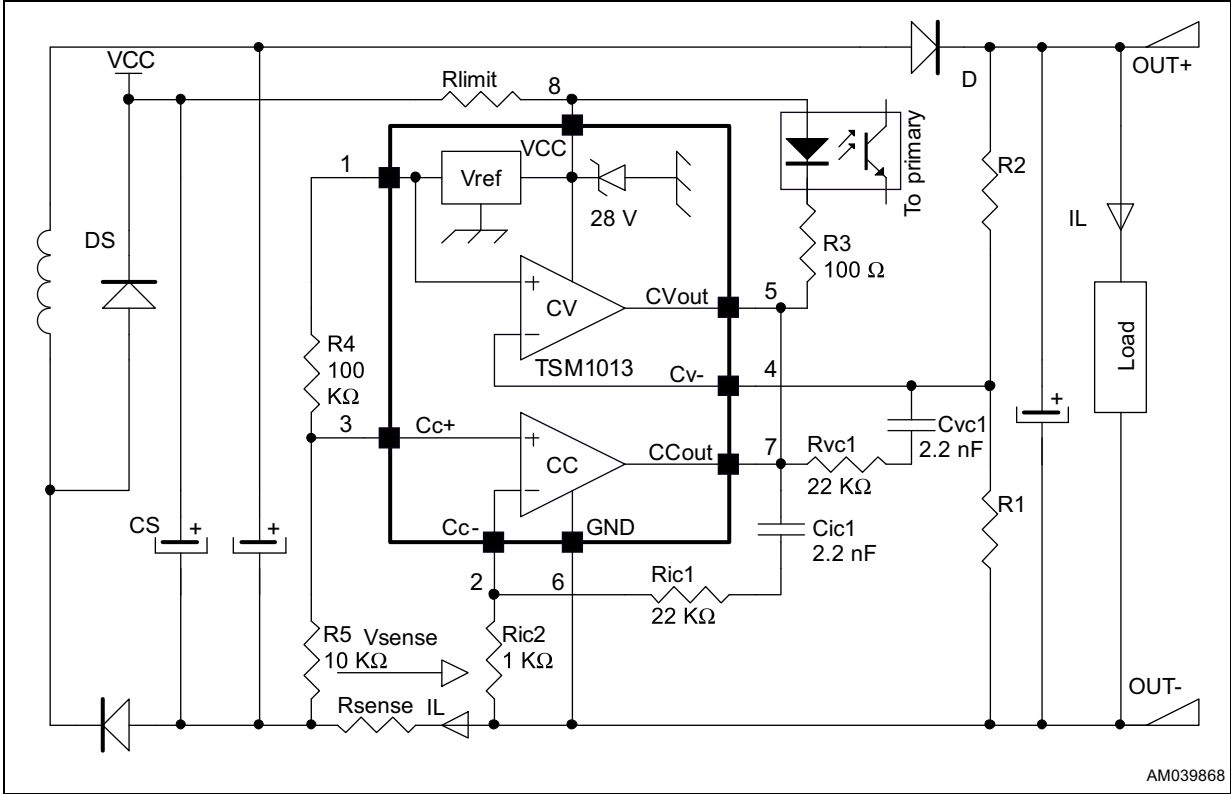 VCC
Rlimit
8
D
OUT+
VCC
1
Vref
28 V
To primary
R2
DS
R3
100 Ω
IL
+
CV
−
CVout
5
TSM1013
R4
100
KΩ
Cv-
4
Load
3
Cc+
+
CC
−
CCout
7
Rvc1
22 KΩ
Cvc1
2.2 nF
+
R1
CS
+
+
Cc-
GND
Cic1
2.2 nF
2
6
Ric1
22 KΩ
R5
10 KΩ
Vsense
Ric2
1 KΩ
Rsense
IL
OUT-
AM039868